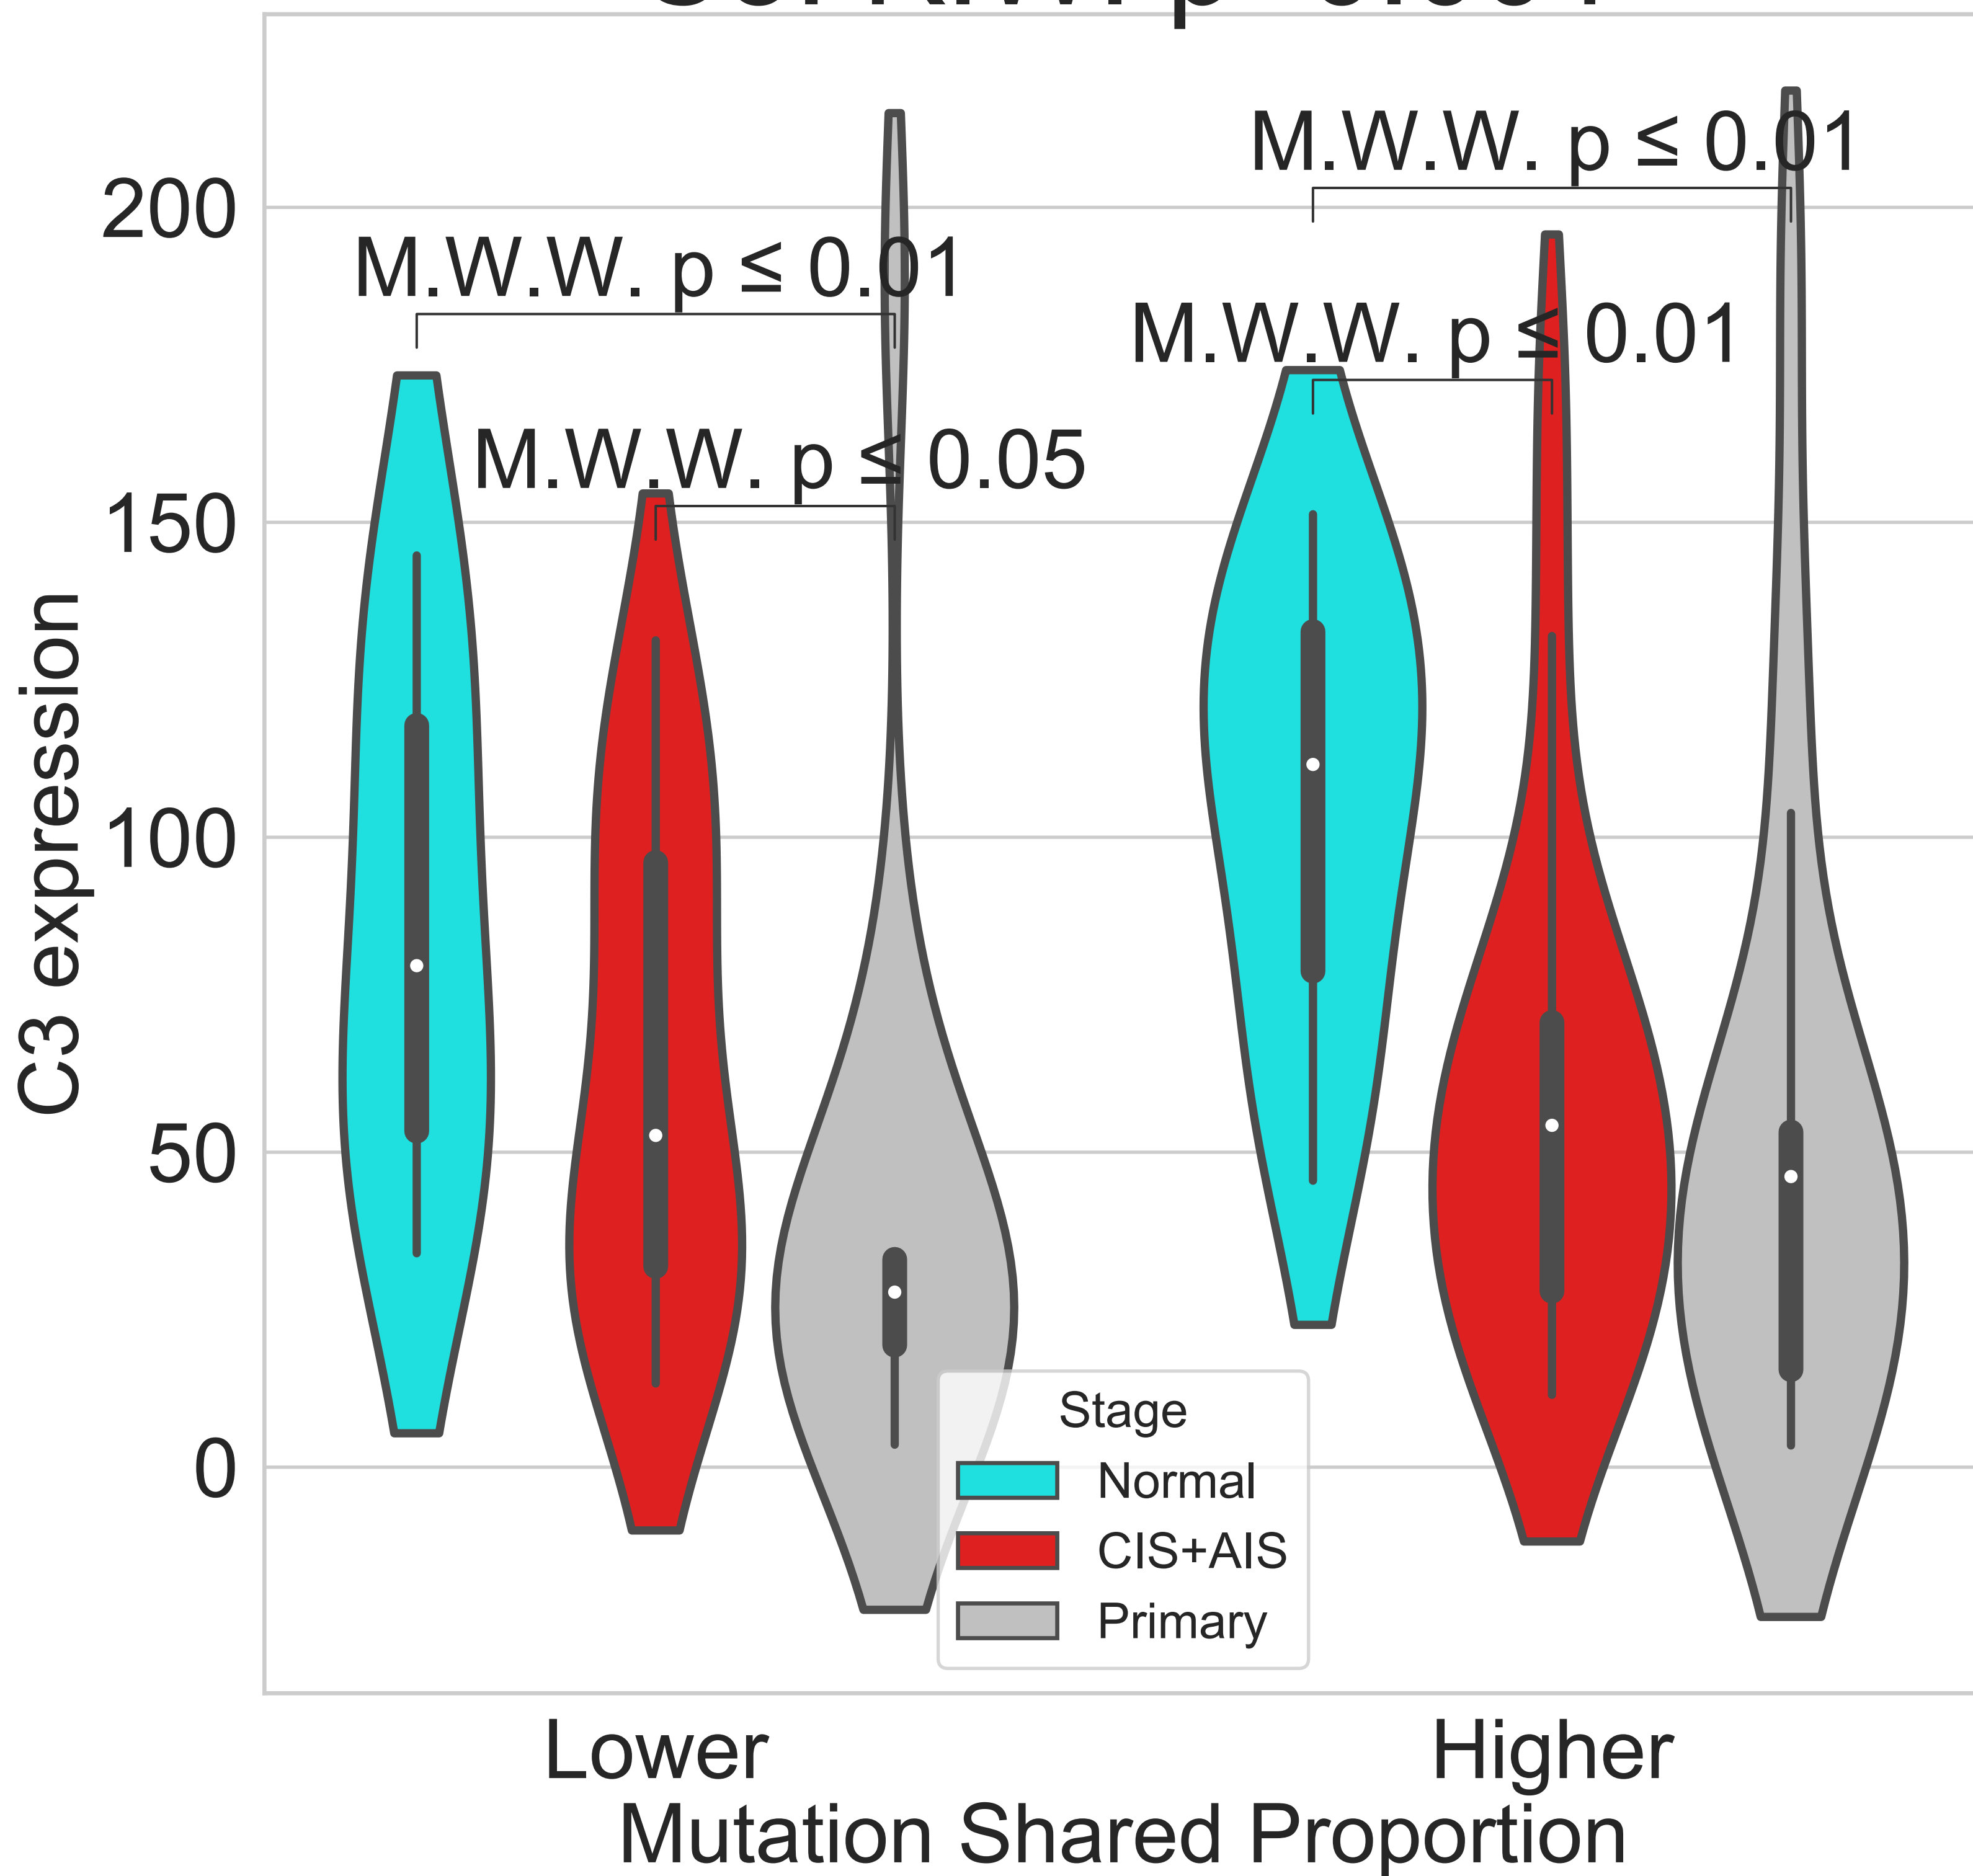 M.W.W. p ≤ 0.01
M.W.W. p ≤ 0.01
M.W.W. p ≤ 0.01
M.W.W. p ≤ 0.05
200
150
100
50
0
C3 expression
Stage
Normal
CIS+AIS
Primary
Lower
Higher
Mutation Shared Proportion